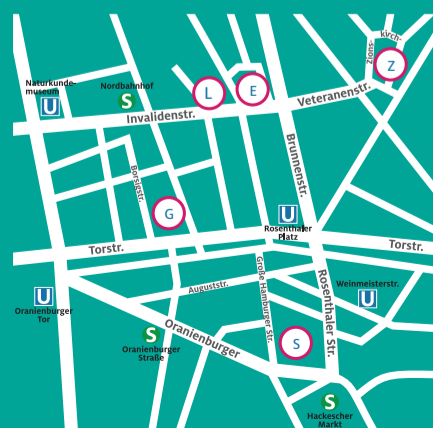 kirch-
Zions-
Z
Naturkunde-
museum
U
Nordbahnhof
S
L
E
Veteranenstr.
Invalidenstr.
Brunnenstr.
Borsigstr.
G
U
Rosenthaler
Platz
Torstr.
Torstr.
Große Hamburger Str.
Rosenthaler Str.
Weinmeisterstr.
U
Auguststr.
U
Oranienburger
Tor
Oranienburger
S
Oranienburger
Straße
S
S
Hackescher
Markt